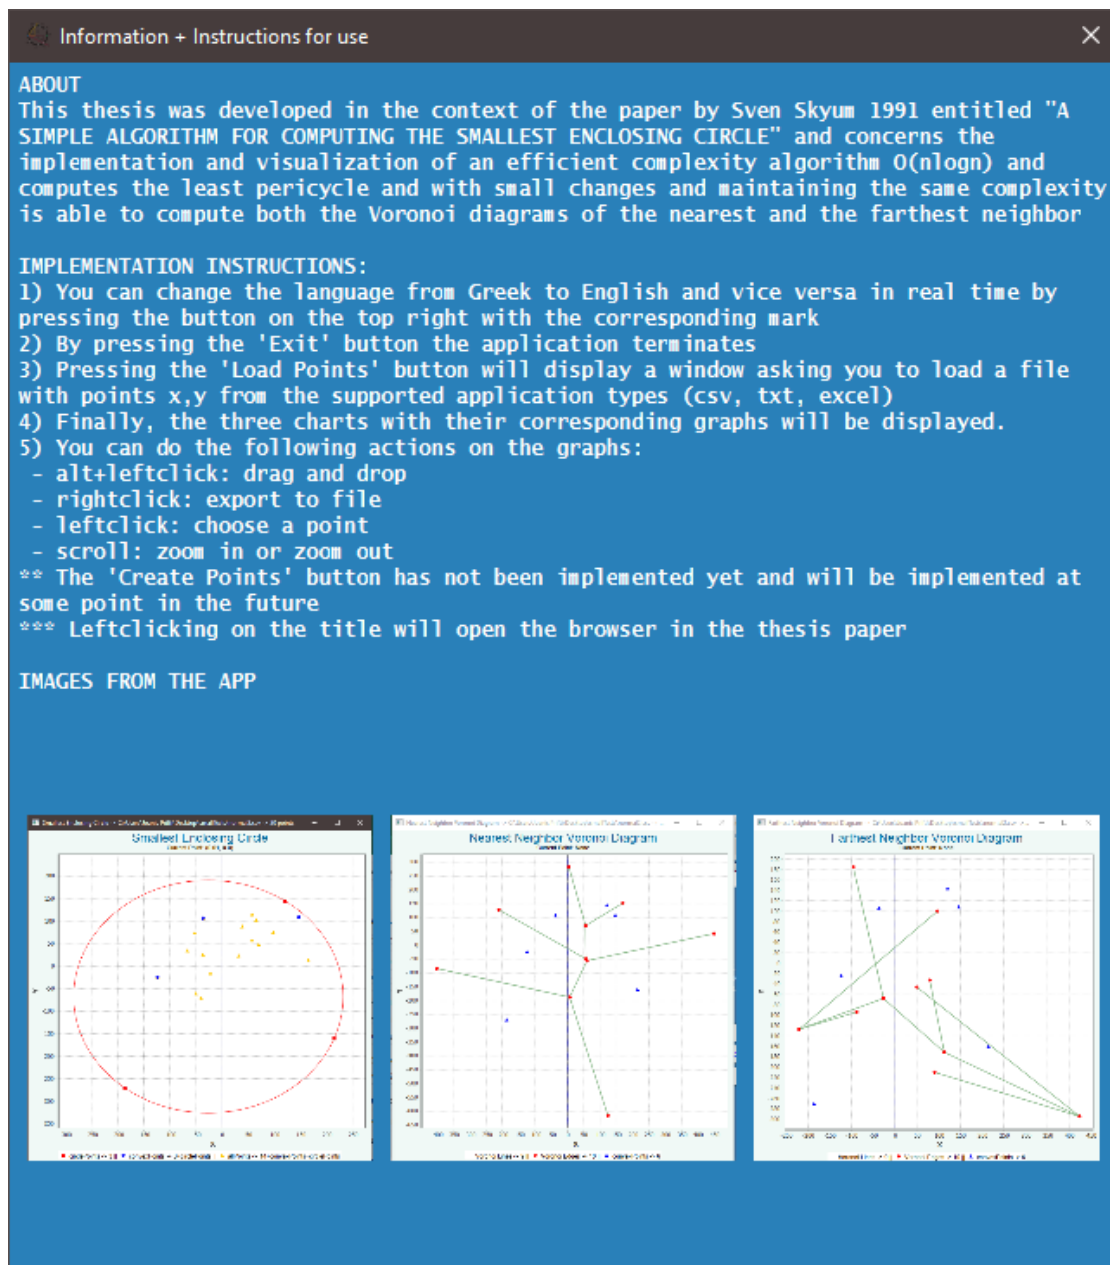 Information + Instructions for use
ABOUT
This thesis was developed in the context of the paper by Sven Skyum 1991 entitled "A
SIMPLE ALGORITHM FOR COMPUTING THE SMALLEST ENCLOSING CIRCLE" and concerns the
implementation and visualization of an efficient complexity algorithm O(nlogn) and
computes the least pericycle and with small changes and maintaining the same complexity
is able to compute both the Voronoi diagrams of the nearest and the farthest neighbor
IMPLEMENTATION INSTRUCTIONS:
1) You can change the language from Greek to English and vice versa in real time by
pressing the button on the top right with the corresponding mark
2) By pressing the 'Exit' button the application terminates
3) Pressing the 'Load Points' button will display a window asking you to load a file
with points x,y from the supported application types (csv, txt, excel)
4) Finally, the three charts with their corresponding graphs will be displayed.
5) You can do the following actions on the graphs:
- alt+leftclick: drag and drop
- rightclick: export to file
- leftclick: choose a point
- scroll: zoom in or zoom out
** The 'Create Points' button has not been implemented yet and will be implemented at
some point in the future
*** Leftclicking on the title will open the browser in the thesis paper
IMAGES FROM THE APP
Smallest Enclosing Circle
Nearest Neighbor Voronoi Diagram
Farthest Neighbor Voronoi Diagram